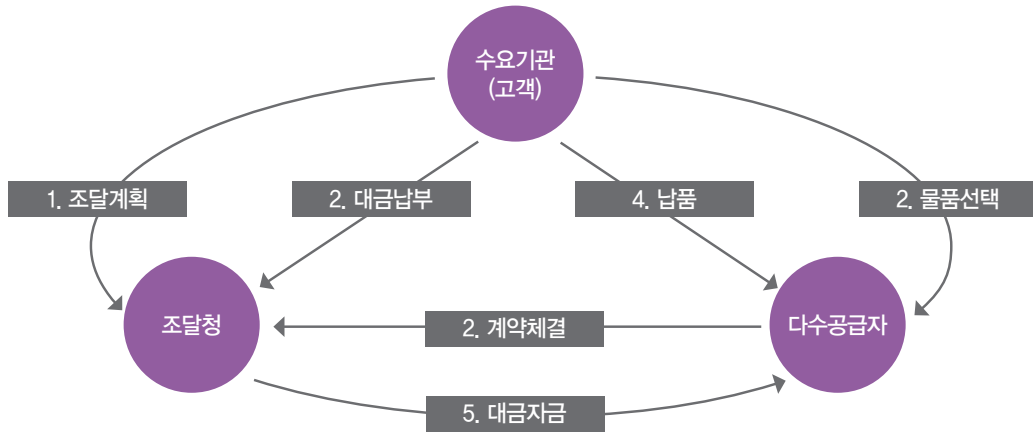 수요기관
(고객)
1. 조달계획
2. 대금납부
4. 납품
2. 물품선택
조달청
2. 계약체결
다수공급자
5. 대금자금